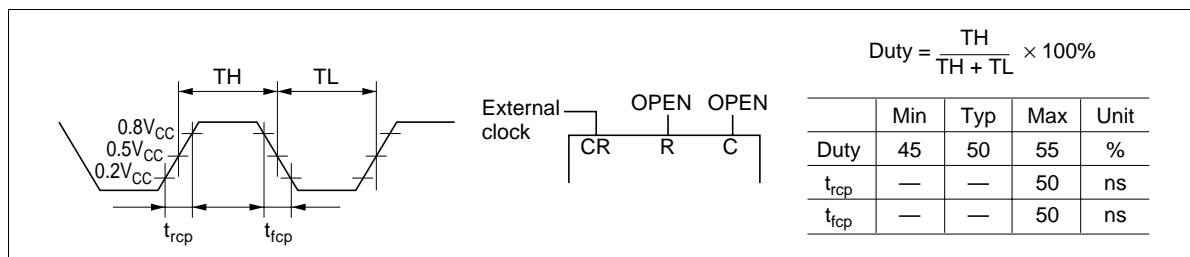 TH TL
0.8VCC
0.5VCC
0.2VCC
trcp tfcp
External
clock
OPEN OPEN
CR R C
Duty = TH / TH + TL × 100%
Min Typ Max Unit
Duty 45 50 55 %
trcp — — 50 ns
tfcp — — 50 ns